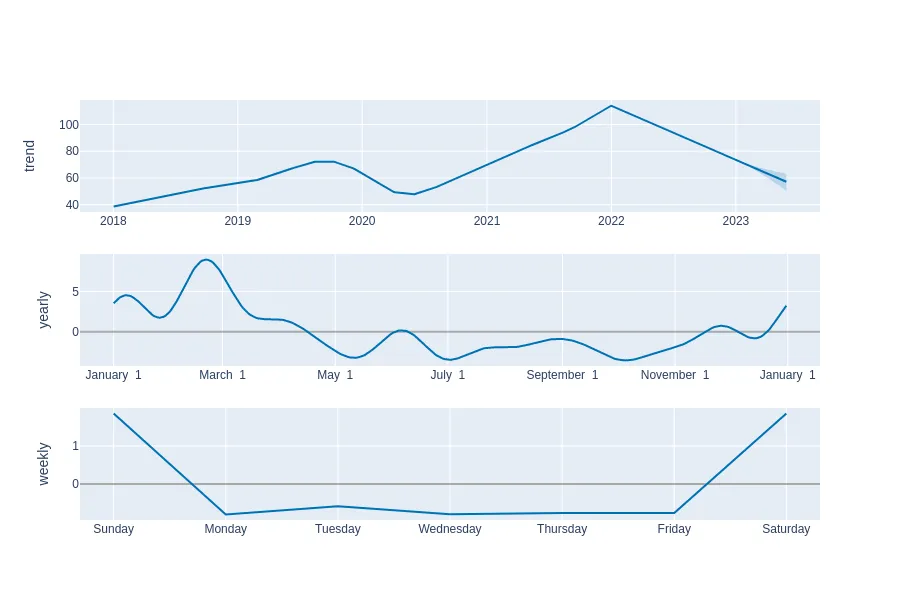 trend
100
80
60
40
2018 2019 2020 2021 2022 2023
yearly
5
0
January 1 March 1 May 1 July 1 September 1 November 1 January 1
weekly
1
0
Sunday Monday Tuesday Wednesday Thursday Friday Saturday